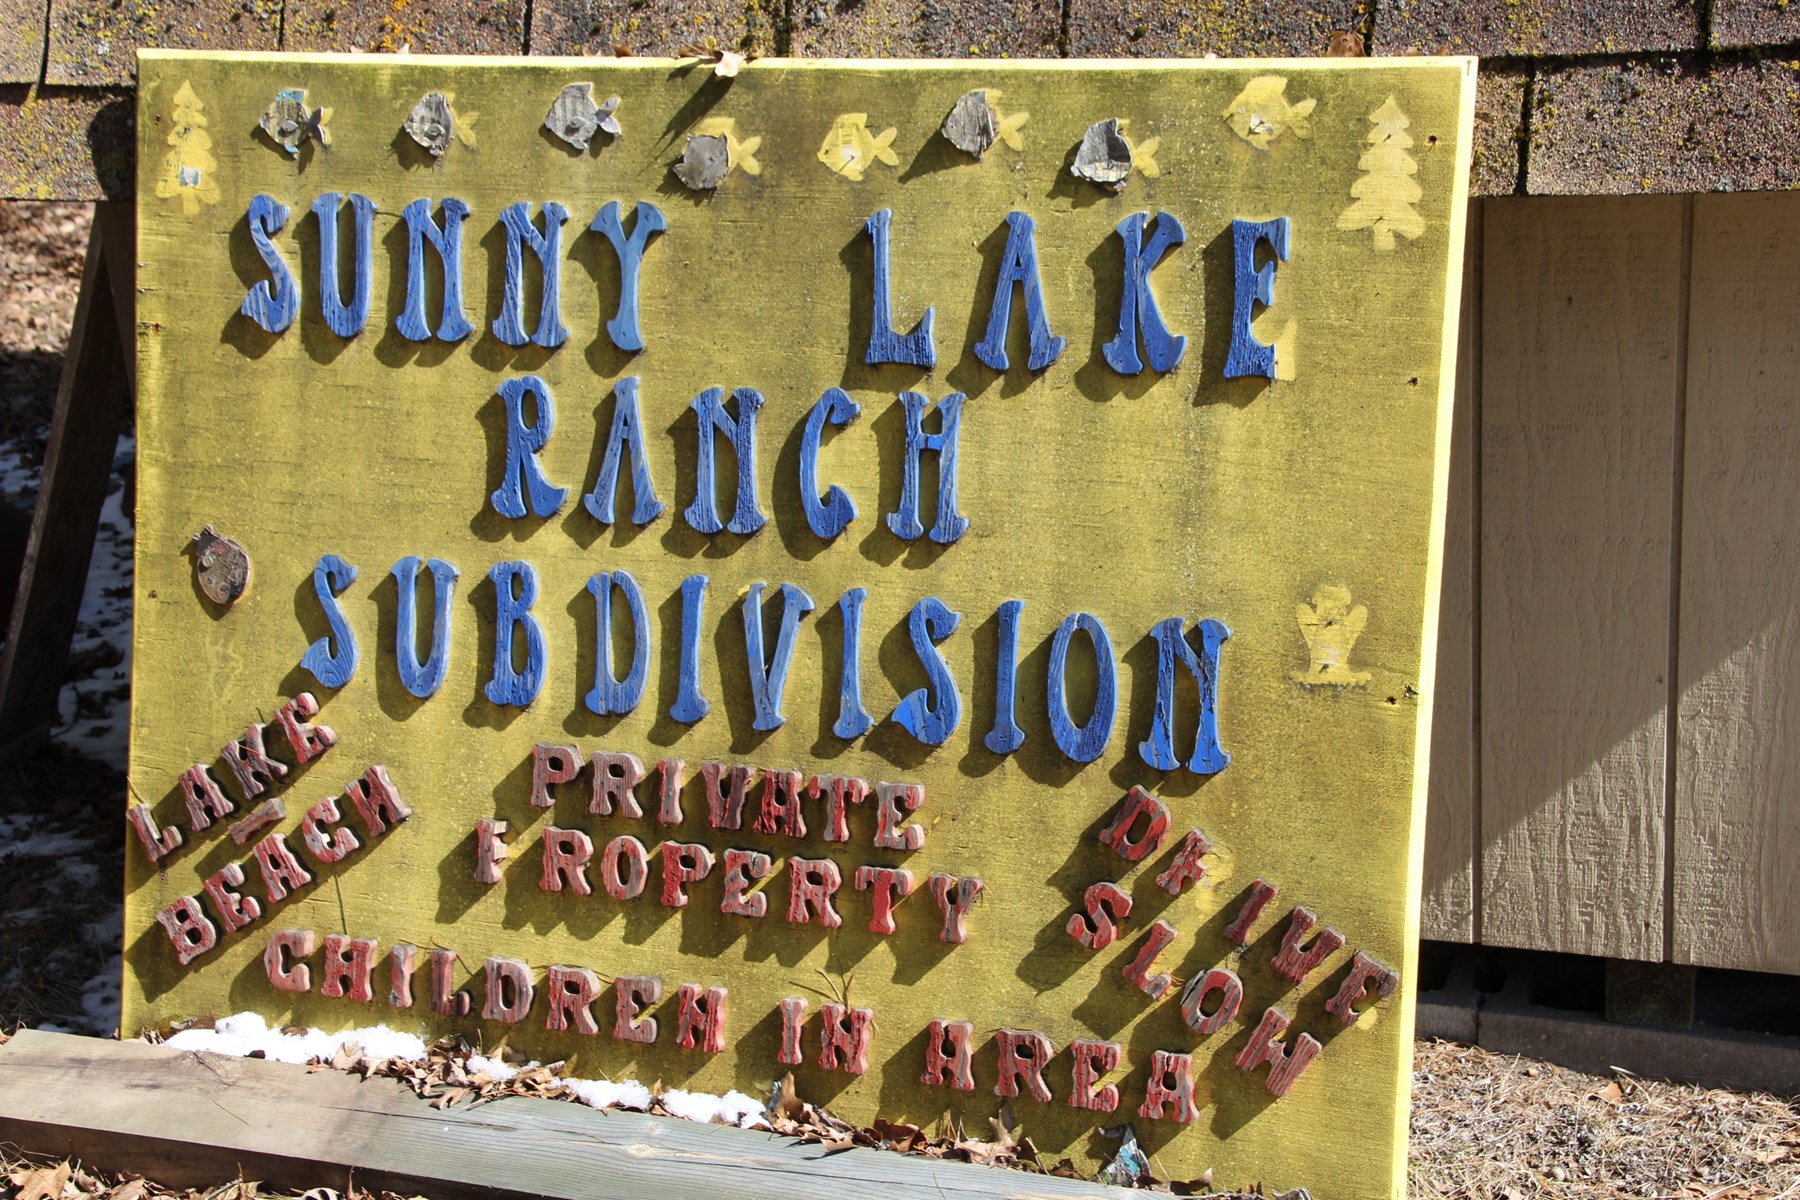 SUNNY LAKE
RANCH
SUBDIVISION
LAKE
BEACH
PRIVATE
PROPERTY
DRIVE
SLOW
CHILDREN IN AREA